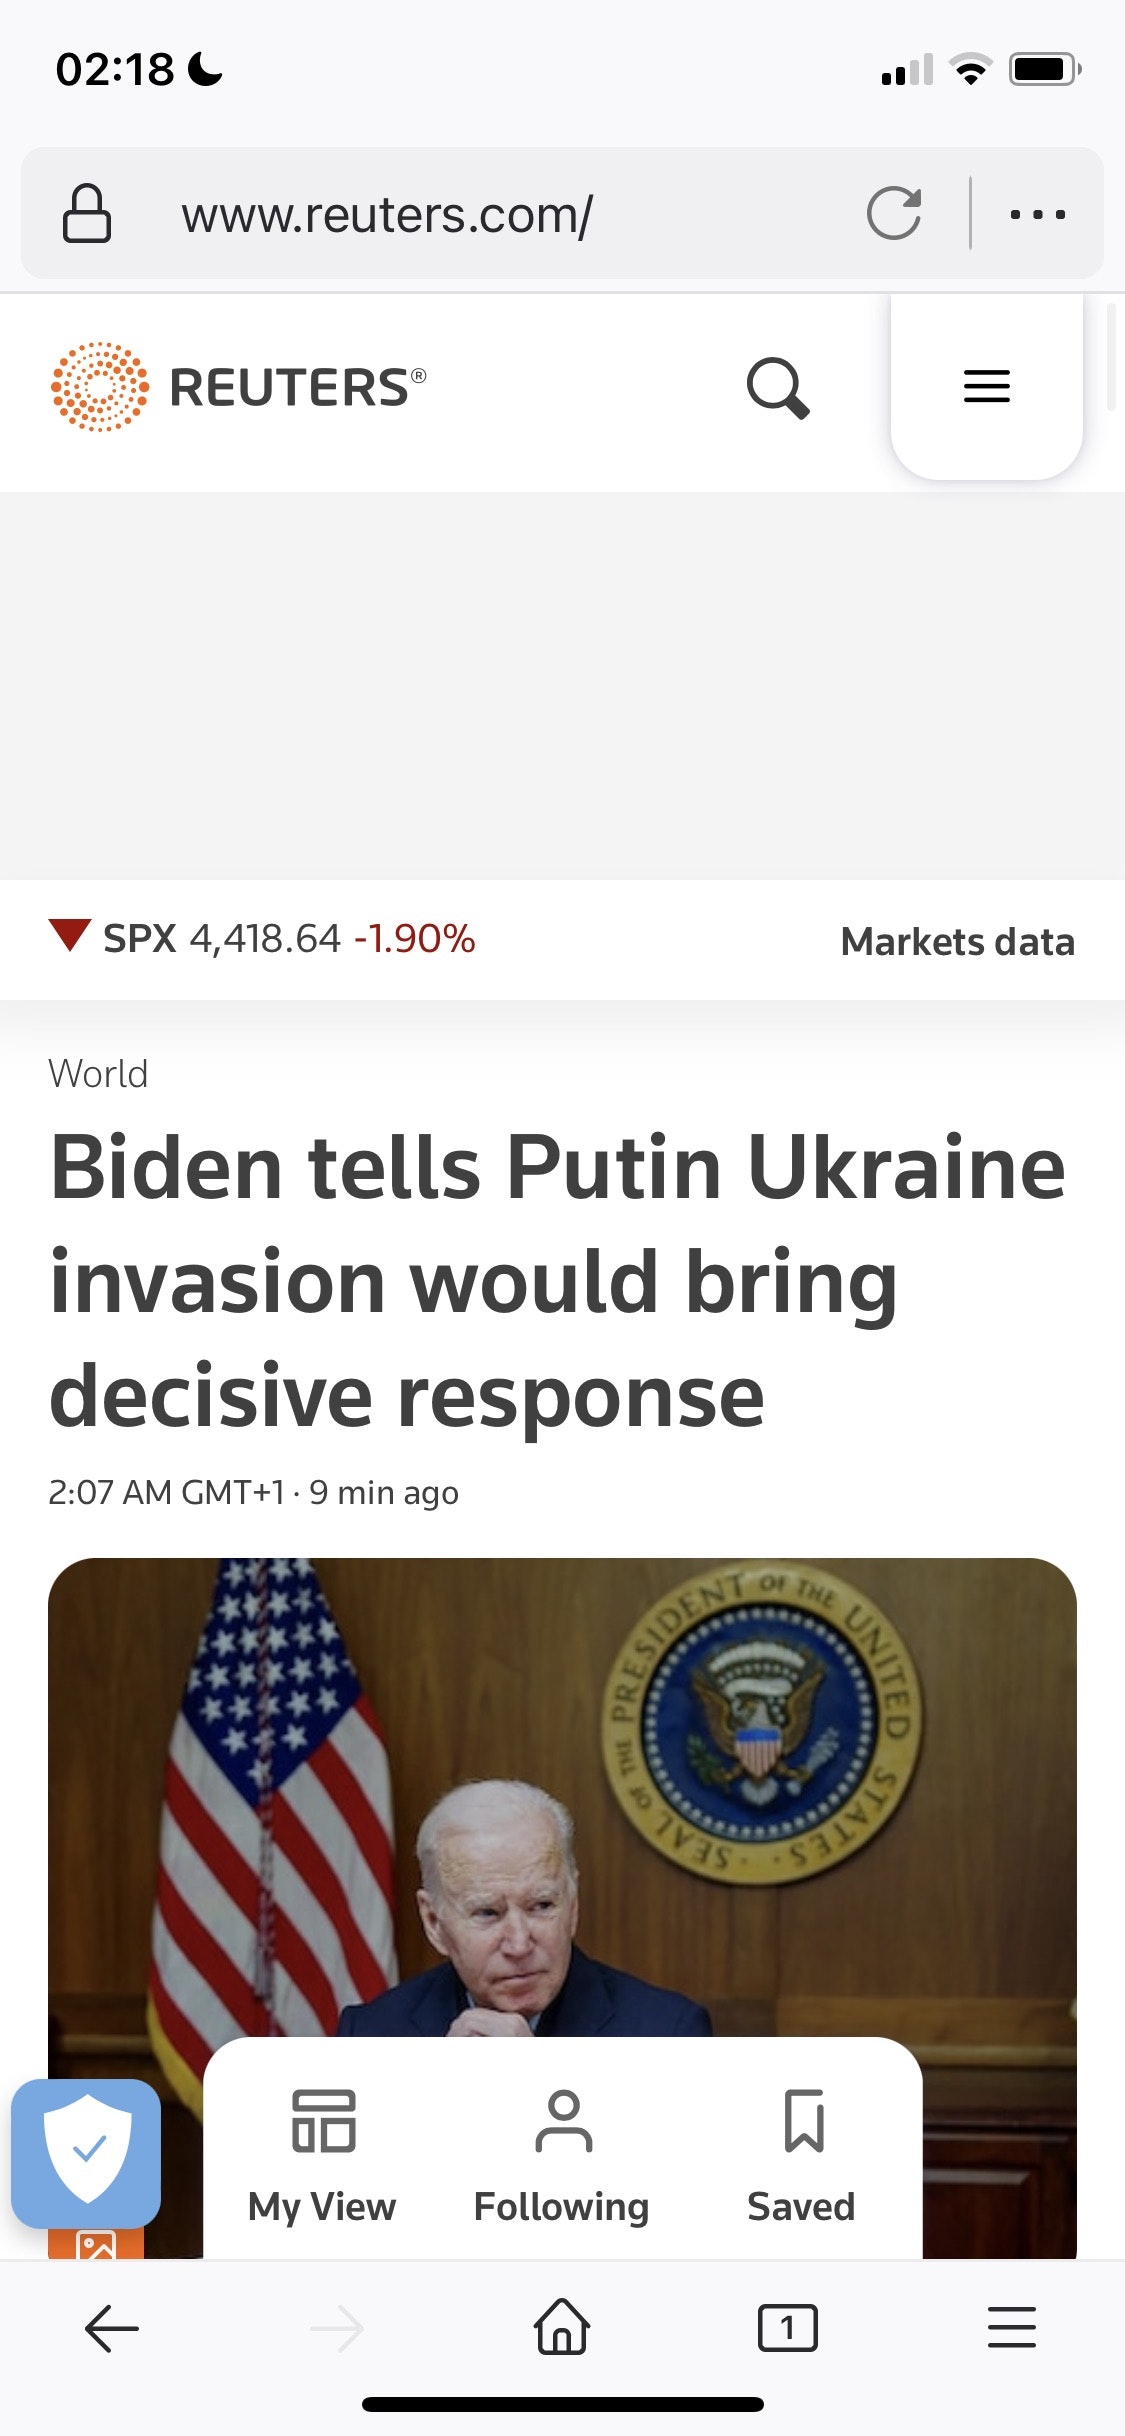 02:18
www.reuters.com/
REUTERS®
SPX 4,418.64 -1.90%
Markets data
World
Biden tells Putin Ukraine
invasion would bring
decisive response
2:07 AM GMT+1 · 9 min ago
SEAL OF THE PRESIDENT OF THE UNITED STATES
My View
Following
Saved
1